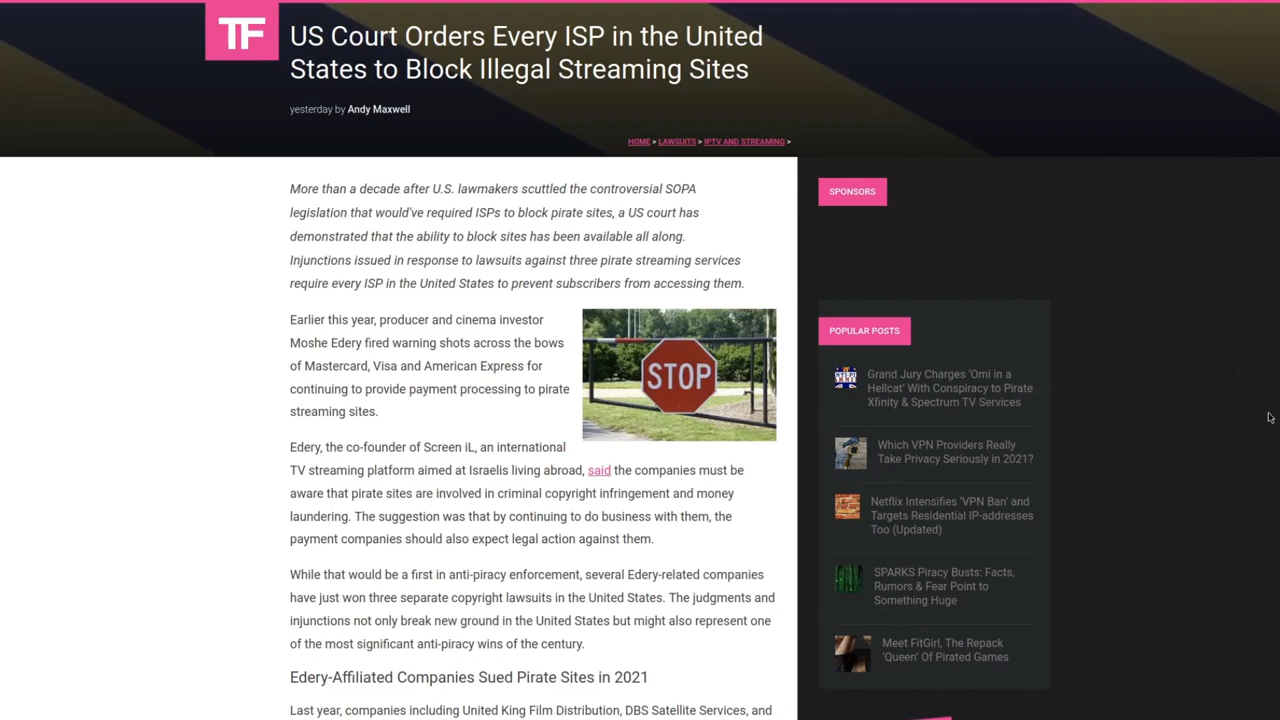 TF
US Court Orders Every ISP in the United
States to Block Illegal Streaming Sites
yesterday by Andy Maxwell
HOME > LAWSUITS > IPTV AND STREAMING >
More than a decade after U.S. lawmakers scuttled the controversial SOPA
legislation that would've required ISPs to block pirate sites, a US court has
demonstrated that the ability to block sites has been available all along.
Injunctions issued in response to lawsuits against three pirate streaming services
require every ISP in the United States to prevent subscribers from accessing them.
Earlier this year, producer and cinema investor
Moshe Edery fired warning shots across the bows
of Mastercard, Visa and American Express for
continuing to provide payment processing to pirate
streaming sites.
STOP
Edery, the co-founder of Screen iL, an international
TV streaming platform aimed at Israelis living abroad, said the companies must be
aware that pirate sites are involved in criminal copyright infringement and money
laundering. The suggestion was that by continuing to do business with them, the
payment companies should also expect legal action against them.
While that would be a first in anti-piracy enforcement, several Edery-related companies
have just won three separate copyright lawsuits in the United States. The judgments and
injunctions not only break new ground in the United States but might also represent one
of the most significant anti-piracy wins of the century.
Edery-Affiliated Companies Sued Pirate Sites in 2021
Last year, companies including United King Film Distribution, DBS Satellite Services, and
SPONSORS
POPULAR POSTS
Grand Jury Charges ‘Omi in a
Hellcat’ With Conspiracy to Pirate
Xfinity & Spectrum TV Services
Which VPN Providers Really
Take Privacy Seriously in 2021?
Netflix Intensifies ‘VPN Ban’ and
Targets Residential IP-addresses
Too (Updated)
SPARKS Piracy Busts: Facts,
Rumors & Fear Point to
Something Huge
Meet FitGirl, The Repack
‘Queen’ Of Pirated Games